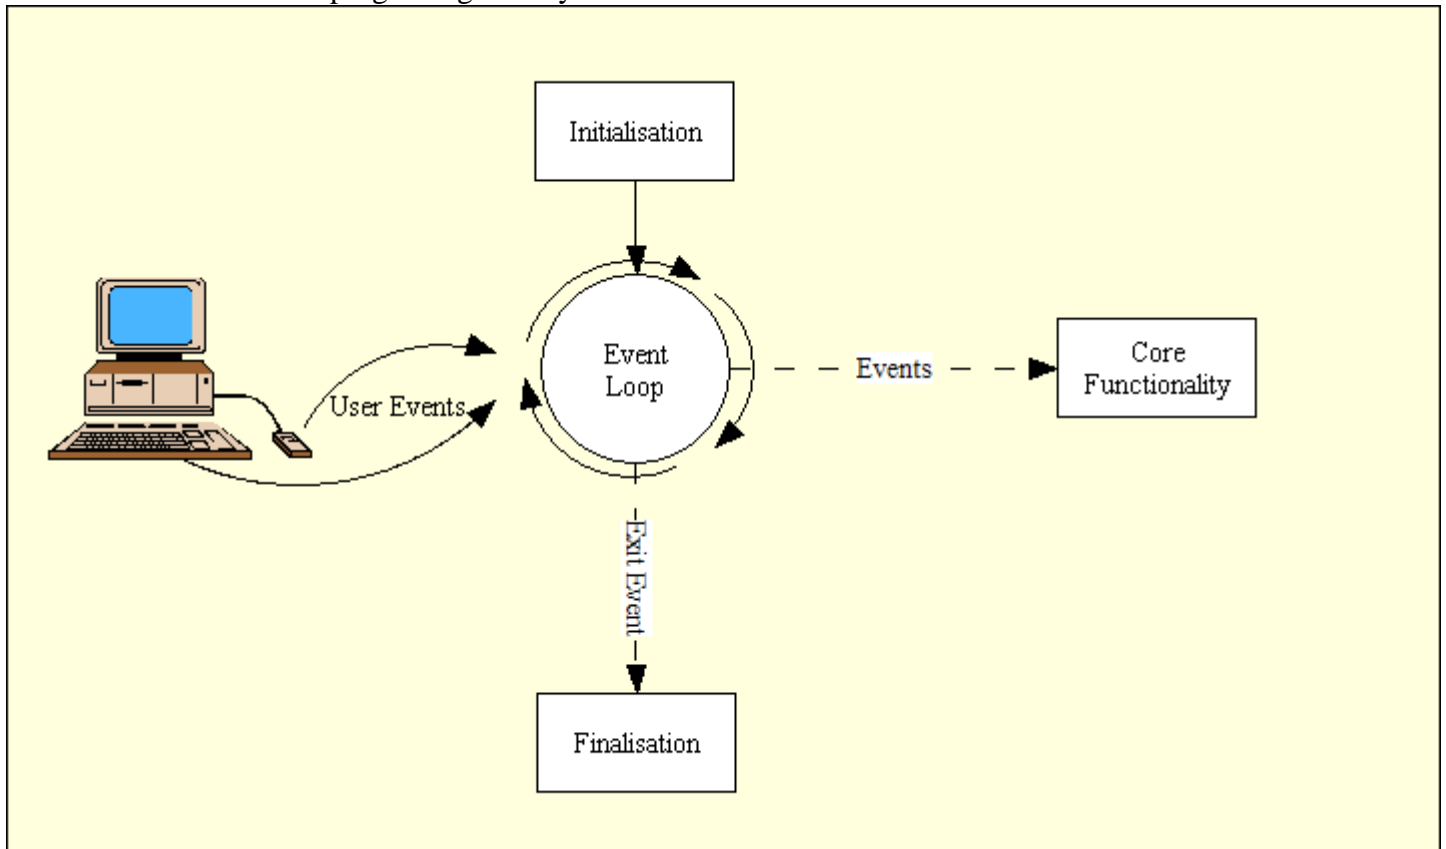 Initialisation
Event
Loop
User Events
Events
Core
Functionality
Exit Event
Finalisation